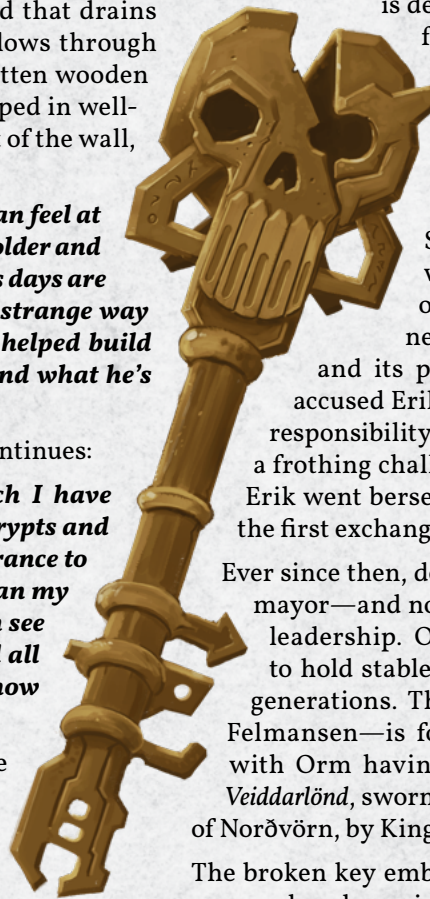 d that drains
lows through
tten wooden
ped in well-
t of the wall,
an feel at
older and
s days are
strange way
helped build
nd what he's
ntinues:
ch I have
rypts and
rance to
an my
n see
l all
now
e
is de
f
S
v
o
ne
and its p
accused Erik
responsibility
a frothing chall
Erik went berse
the first exchang
Ever since then, de
mayor—and no
leadership. O
to hold stable
generations. Th
Felmansen—is fo
with Orm havin
Veiddarlönd, sworn
of Norðvörn, by King
The broken key emb